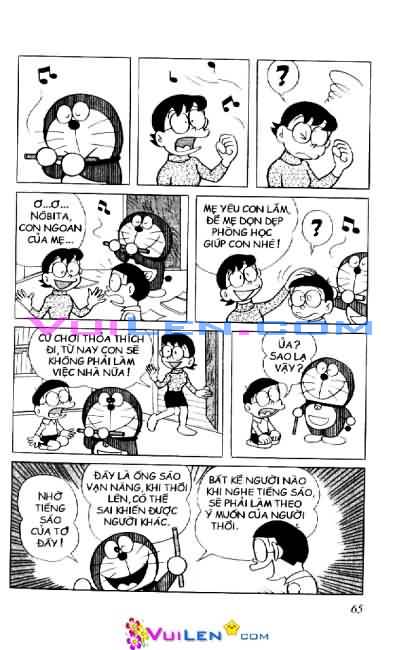 ?
Ơ...Ơ...
NÔBITA,
CON NGOAN
CỦA MẸ...
MẸ YÊU CON LẮM,
ĐỂ MẸ DỌN DẸP
PHÒNG HỌC
GIÚP CON NHÉ!
?
VUILEN.COM
CỨ CHƠI THỎA THÍCH
ĐI, TỪ NAY CON SẼ
KHÔNG PHẢI LÀM
VIỆC NHÀ NỮA!
ỦA?
SAO LẠ
VẬY?
NHỜ
TIẾNG
SÁO
CỦA TỚ
ĐẤY!
ĐÂY LÀ ỐNG SÁO
VẠN NĂNG, KHI THỔI
LÊN, CÓ THỂ
SAI KHIẾN ĐƯỢC
NGƯỜI KHÁC.
BẤT KỂ NGƯỜI NÀO
KHI NGHE TIẾNG SÁO,
SẼ PHẢI LÀM THEO
Ý MUỐN CỦA NGƯỜI
THỔI.
65
VUILEN.COM